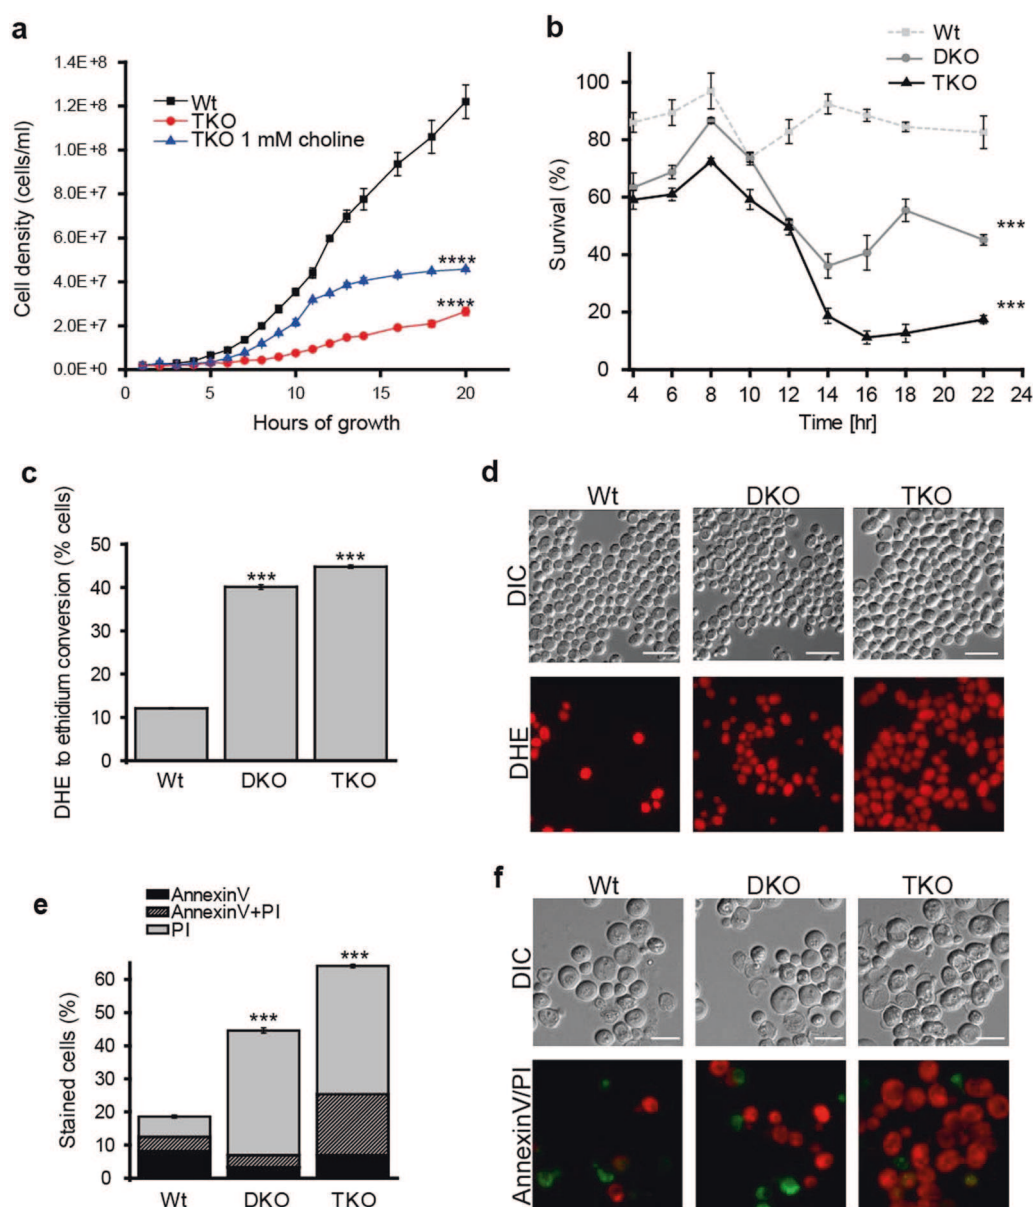 a
1.4E+8
1.2E+8
1.0E+8
8.0E+7
6.0E+7
4.0E+7
2.0E+7
0.0E+0
Cell density (cells/ml)
Wt
TKO
TKO 1 mM choline
****
****
0 5 10 15 20
Hours of growth
b
Wt
DKO
TKO
100
80
60
40
20
0
Survival (%)
***
***
4 6 8 10 12 14 16 18 20 22 24
Time [hr]
c
DHE to ethidium conversion (% cells)
50
40
30
20
10
0
***
***
Wt DKO TKO
d
Wt DKO TKO
DIC
DHE
e
AnnexinV
AnnexinV+PI
PI
Stained cells (%)
60
50
40
30
20
10
0
***
***
Wt DKO TKO
f
Wt DKO TKO
DIC
AnnexinV/PI